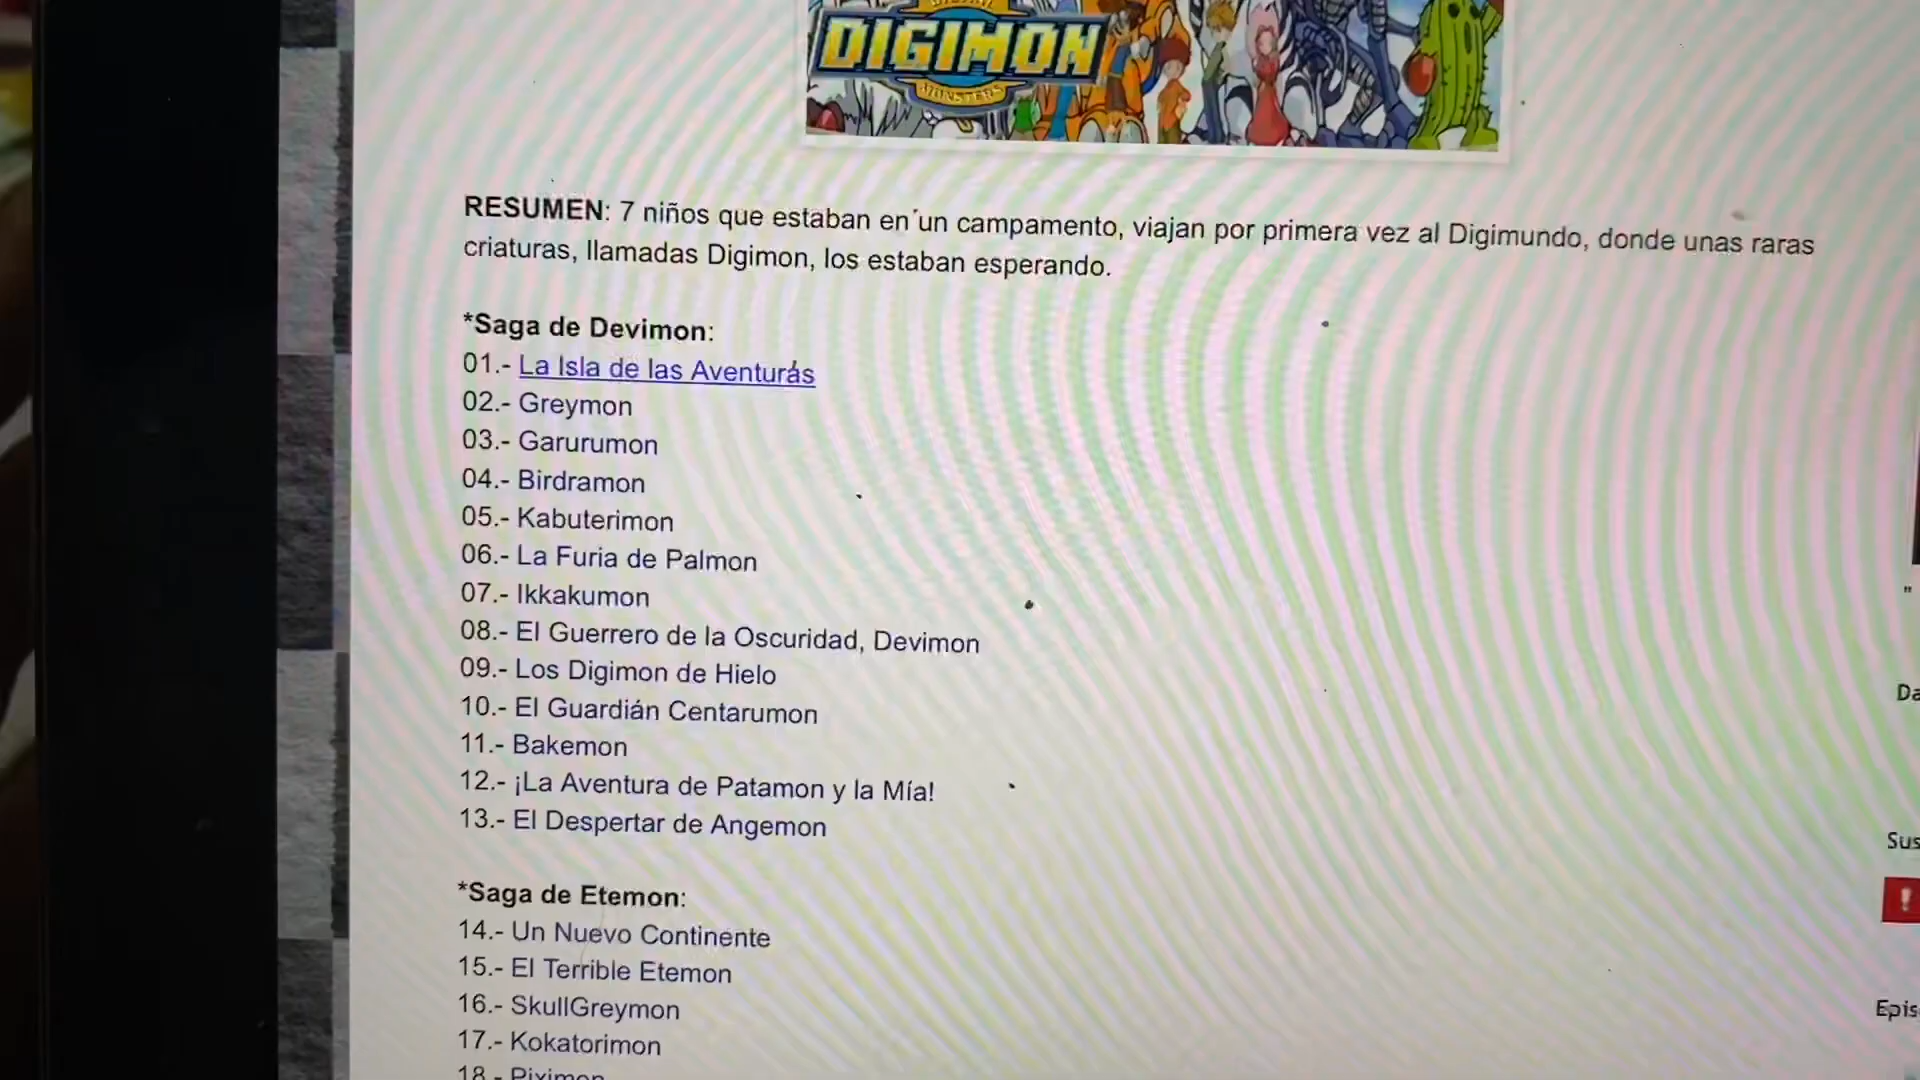 DIGITAL
DIGIMON
MONSTERS
RESUMEN: 7 niños que estaban en un campamento, viajan por primera vez al Digimundo, donde unas raras
criaturas, llamadas Digimon, los estaban esperando.
*Saga de Devimon:
01.- La Isla de las Aventuras
02.- Greymon
03.- Garurumon
04.- Birdramon
05.- Kabuterimon
06.- La Furia de Palmon
07.- Ikkakumon
08.- El Guerrero de la Oscuridad, Devimon
09.- Los Digimon de Hielo
10.- El Guardián Centarumon
11.- Bakemon
12.- ¡La Aventura de Patamon y la Mía!
13.- El Despertar de Angemon
*Saga de Etemon:
14.- Un Nuevo Continente
15.- El Terrible Etemon
16.- SkullGreymon
17.- Kokatorimon
18.- Piximon
"
Da
Sus
!
Epis